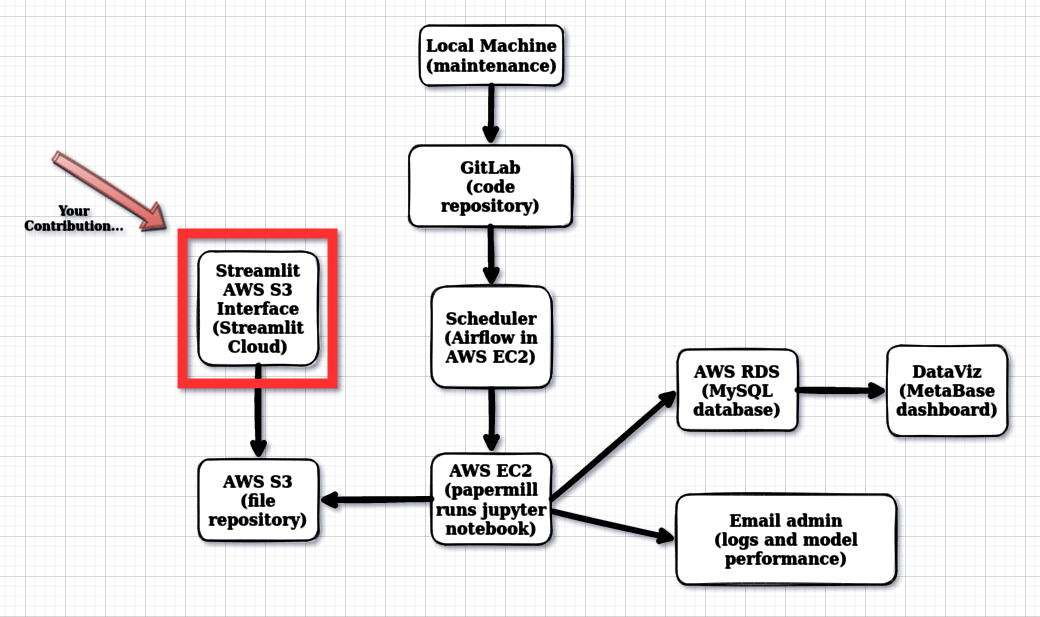 Local Machine
(maintenance)
GitLab
(code
repository)
Your
Contribution...
Streamlit
AWS S3
Interface
(Streamlit
Cloud)
Scheduler
(Airflow in
AWS EC2)
AWS RDS
(MySQL
database)
DataViz
(MetaBase
dashboard)
AWS S3
(file
repository)
AWS EC2
(papermill
runs jupyter
notebook)
Email admin
(logs and model
performance)